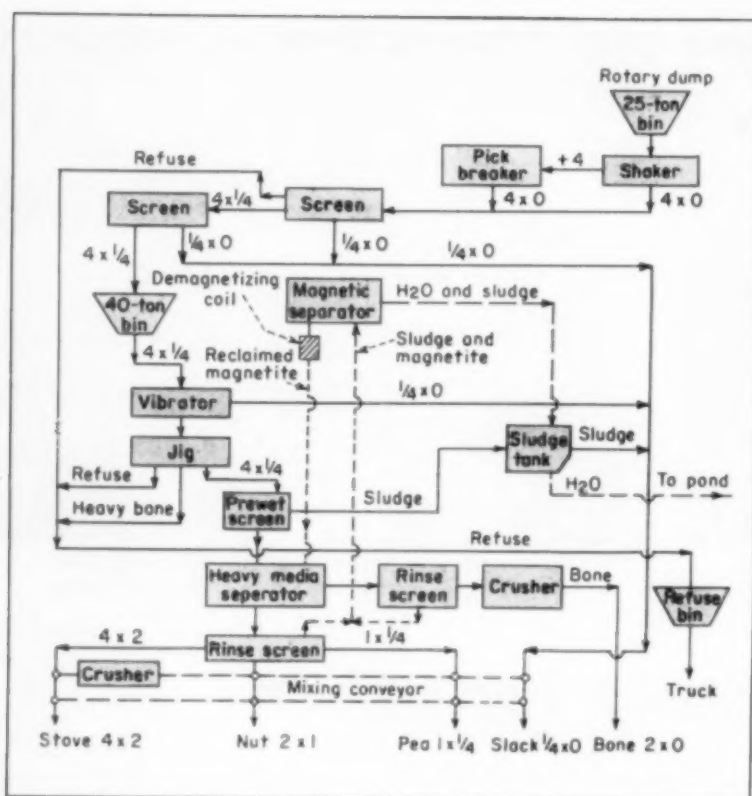 Rotary dump
25-ton
bin
Refuse
Pick
breaker
+4
Shaker
Screen
4 x 1/4
Screen
4 x 0
4 x 0
4 x 1/4
1/4 x 0
1/4 x 0
1/4 x 0
Demagnetizing
coil
Magnetic
separator
H2O and sludge
40-ton
bin
Sludge and
magnetite
4 x 1/4
Reclaimed
magnetite
1/4 x 0
Vibrator
Jig
Sludge
tank
Sludge
4 x 1/4
Refuse
H2O
To pond
Heavy bone
Prewet
screen
Sludge
Refuse
Heavy media
seperator
Rinse
screen
Crusher
Bone
Refuse
bin
4 x 2
Rinse screen
1 x 1/4
Crusher
Mixing conveyor
Truck
Stove 4 x 2
Nut 2 x 1
Pea 1 x 1/4
Slack 1/4 x 0
Bone 2 x 0